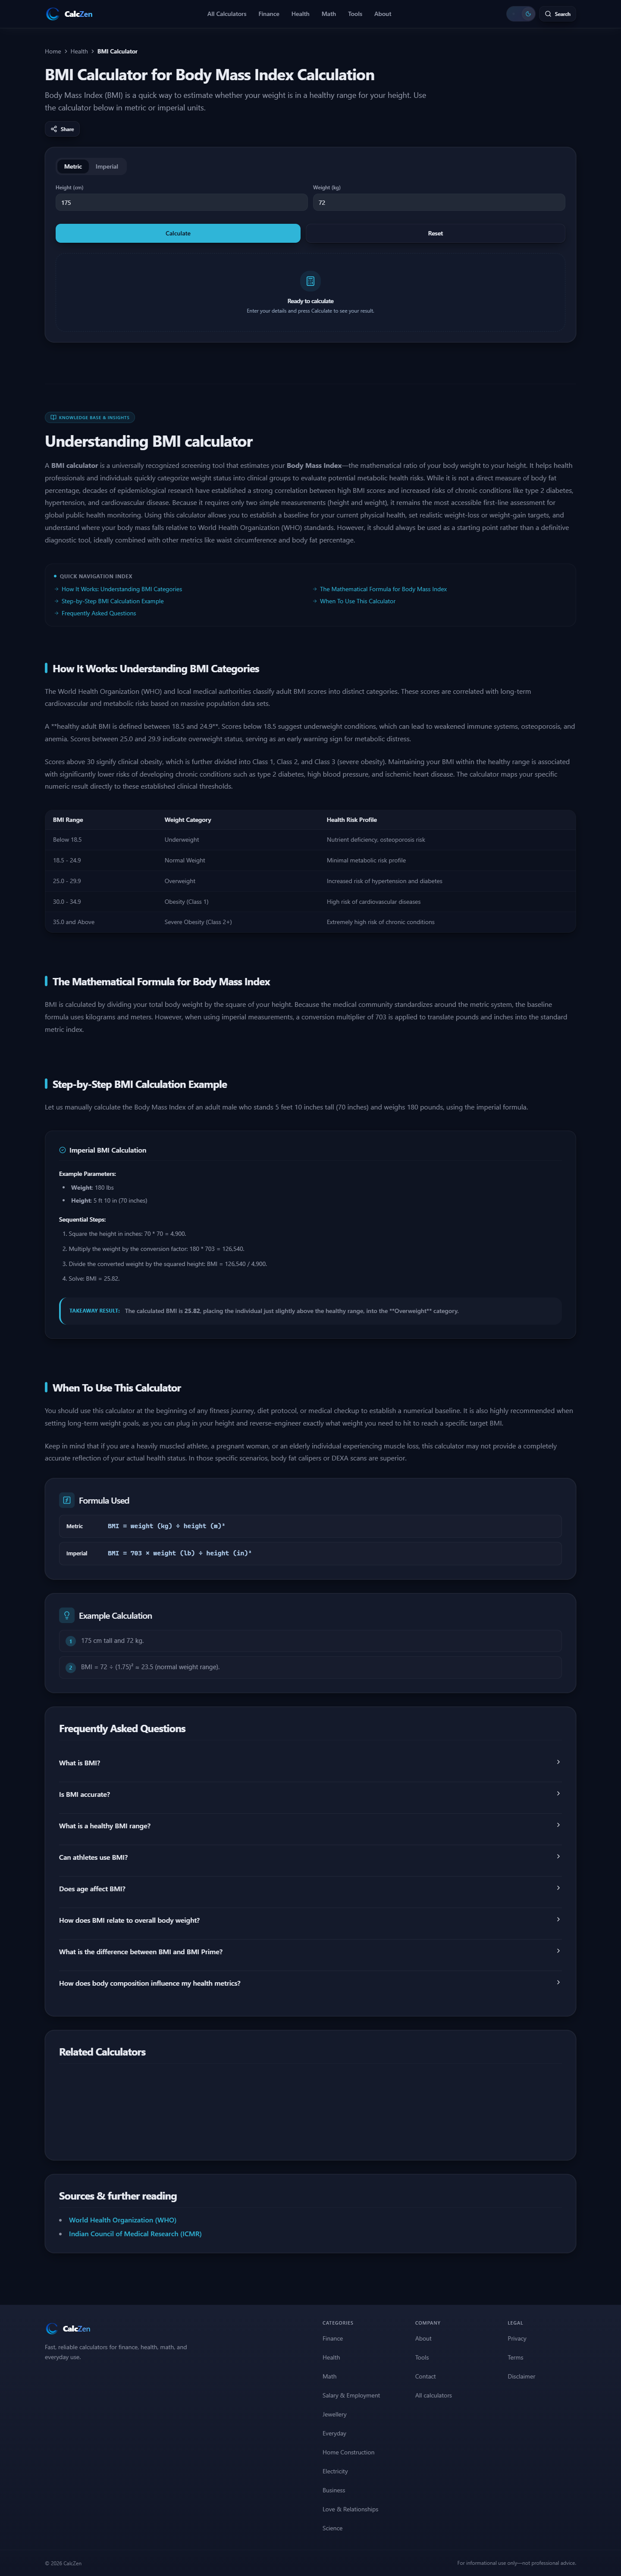 CalcZen
All Calculators Finance Health Math Tools About
Search
Home > Health > BMI Calculator
BMI Calculator for Body Mass Index Calculation
Body Mass Index (BMI) is a quick way to estimate whether your weight is in a healthy range for your height. Use
the calculator below in metric or imperial units.
Share
Metric Imperial
Height (cm) Weight (kg)
175 72
Calculate Reset
Ready to calculate
Enter your details and press Calculate to see your result.
KNOWLEDGE BASE & INSIGHTS
Understanding BMI calculator
A BMI calculator is a universally recognized screening tool that estimates your Body Mass Index—the mathematical ratio of your body weight to your height. It helps health
professionals and individuals quickly categorize weight status into clinical groups to evaluate potential metabolic risks. While it is not a direct measure of body fat
percentage, decades of epidemiological research have established a strong correlation between high BMI scores and increased risks of chronic conditions like type 2 diabetes,
hypertension, and cardiovascular disease. Because it requires only two simple measurements (height and weight), it remains the most accessible first-line assessment for
global public health monitoring. Using this calculator allows you to establish a baseline for your current physical health, set realistic weight-loss or weight-gain targets, and
understand where your body mass falls relative to World Health Organization (WHO) standards. However, it should always be used as a starting point rather than a definitive
diagnostic tool, ideally combined with other metrics like waist circumference and body fat percentage.
QUICK NAVIGATION INDEX
How It Works: Understanding BMI Categories
The Mathematical Formula for Body Mass Index
Step-by-Step BMI Calculation Example
When To Use This Calculator
Frequently Asked Questions
How It Works: Understanding BMI Categories
The World Health Organization (WHO) and local medical authorities classify adult BMI scores into distinct categories. These scores are correlated with long-term
cardiovascular and metabolic risks based on massive population data sets.
A **healthy adult BMI is defined between 18.5 and 24.9**. Scores below 18.5 suggest underweight conditions, which can lead to weakened immune systems, osteoporosis, and
anemia. Scores between 25.0 and 29.9 indicate overweight status, serving as an early warning sign for metabolic distress.
Scores above 30 signify clinical obesity, which is further divided into Class 1, Class 2, and Class 3 (severe obesity). Maintaining your BMI within the healthy range is associated
with significantly lower risks of developing chronic conditions such as type 2 diabetes, high blood pressure, and ischemic heart disease. The calculator maps your specific
numeric result directly to these established clinical thresholds.
BMI Range Weight Category Health Risk Profile
Below 18.5 Underweight Nutrient deficiency, osteoporosis risk
18.5 - 24.9 Normal Weight Minimal metabolic risk profile
25.0 - 29.9 Overweight Increased risk of hypertension and diabetes
30.0 - 34.9 Obesity (Class 1) High risk of cardiovascular diseases
35.0 and Above Severe Obesity (Class 2+) Extremely high risk of chronic conditions
The Mathematical Formula for Body Mass Index
BMI is calculated by dividing your total body weight by the square of your height. Because the medical community standardizes around the metric system, the baseline
formula uses kilograms and meters. However, when using imperial measurements, a conversion multiplier of 703 is applied to translate pounds and inches into the standard
metric index.
Step-by-Step BMI Calculation Example
Let us manually calculate the Body Mass Index of an adult male who stands 5 feet 10 inches tall (70 inches) and weighs 180 pounds, using the imperial formula.
Imperial BMI Calculation
Example Parameters:
• Weight: 180 lbs
• Height: 5 ft 10 in (70 inches)
Sequential Steps:
1. Square the height in inches: 70 * 70 = 4,900.
2. Multiply the weight by the conversion factor: 180 * 703 = 126,540.
3. Divide the converted weight by the squared height: BMI = 126,540 / 4,900.
4. Solve: BMI = 25.82.
TAKEAWAY RESULT: The calculated BMI is 25.82, placing the individual just slightly above the healthy range, into the **Overweight** category.
When To Use This Calculator
You should use this calculator at the beginning of any fitness journey, diet protocol, or medical checkup to establish a numerical baseline. It is also highly recommended when
setting long-term weight goals, as you can plug in your height and reverse-engineer exactly what weight you need to hit to reach a specific target BMI.
Keep in mind that if you are a heavily muscled athlete, a pregnant woman, or an elderly individual experiencing muscle loss, this calculator may not provide a completely
accurate reflection of your actual health status. In those specific scenarios, body fat calipers or DEXA scans are superior.
Formula Used
Metric BMI = weight (kg) ÷ height (m)²
Imperial BMI = 703 × weight (lb) ÷ height (in)²
Example Calculation
1 175 cm tall and 72 kg.
2 BMI = 72 ÷ (1.75)² ≈ 23.5 (normal weight range).
Frequently Asked Questions
What is BMI?
Is BMI accurate?
What is a healthy BMI range?
Can athletes use BMI?
Does age affect BMI?
How does BMI relate to overall body weight?
What is the difference between BMI and BMI Prime?
How does body composition influence my health metrics?
Related Calculators
Sources & further reading
• World Health Organization (WHO)
• Indian Council of Medical Research (ICMR)
CalcZen
Fast, reliable calculators for finance, health, math, and
everyday use.
CATEGORIES
Finance
Health
Math
Salary & Employment
Jewellery
Everyday
Home Construction
Electricity
Business
Love & Relationships
Science
COMPANY
About
Tools
Contact
All calculators
LEGAL
Privacy
Terms
Disclaimer
© 2026 CalcZen
For informational use only—not professional advice.